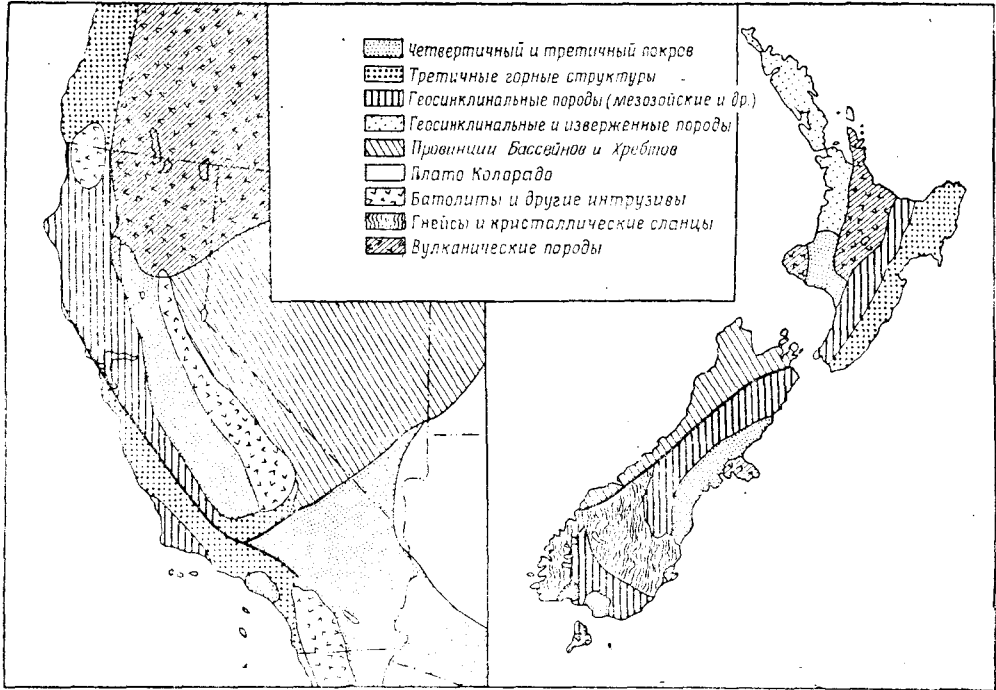 Четвертичный и третичный покров
Третичные горные структуры
Геосинклинальные породы (мезозойские и др.)
Геосинклинальные и изверженные породы
Провинции Бассейнов и Хребтов
Плато Колорадо
Батолиты и другие интрузивы
Гнейсы и кристаллические сланцы
Вулканические породы